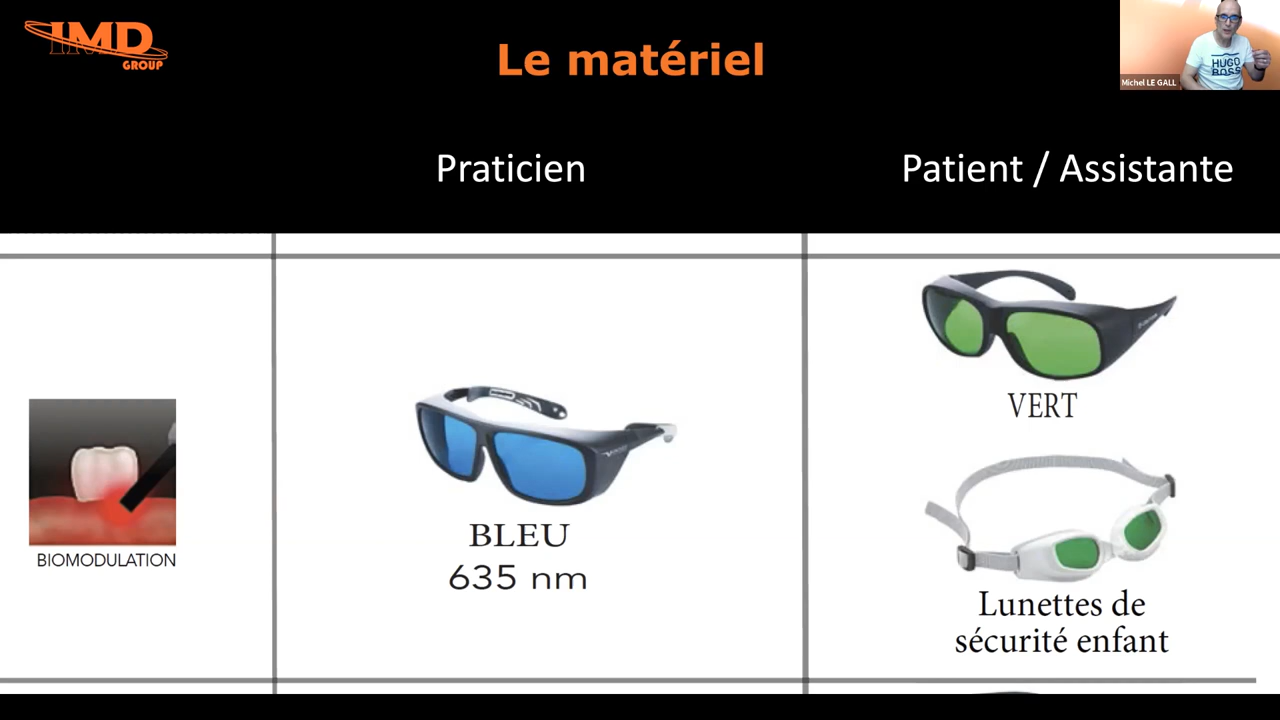 IMD
GROUP
Le matériel
HUGO
BOSS
Michel LE GALL
Praticien
Patient / Assistante
VERT
BIOMODULATION
BLEU
635 nm
Lunettes de
sécurité enfant